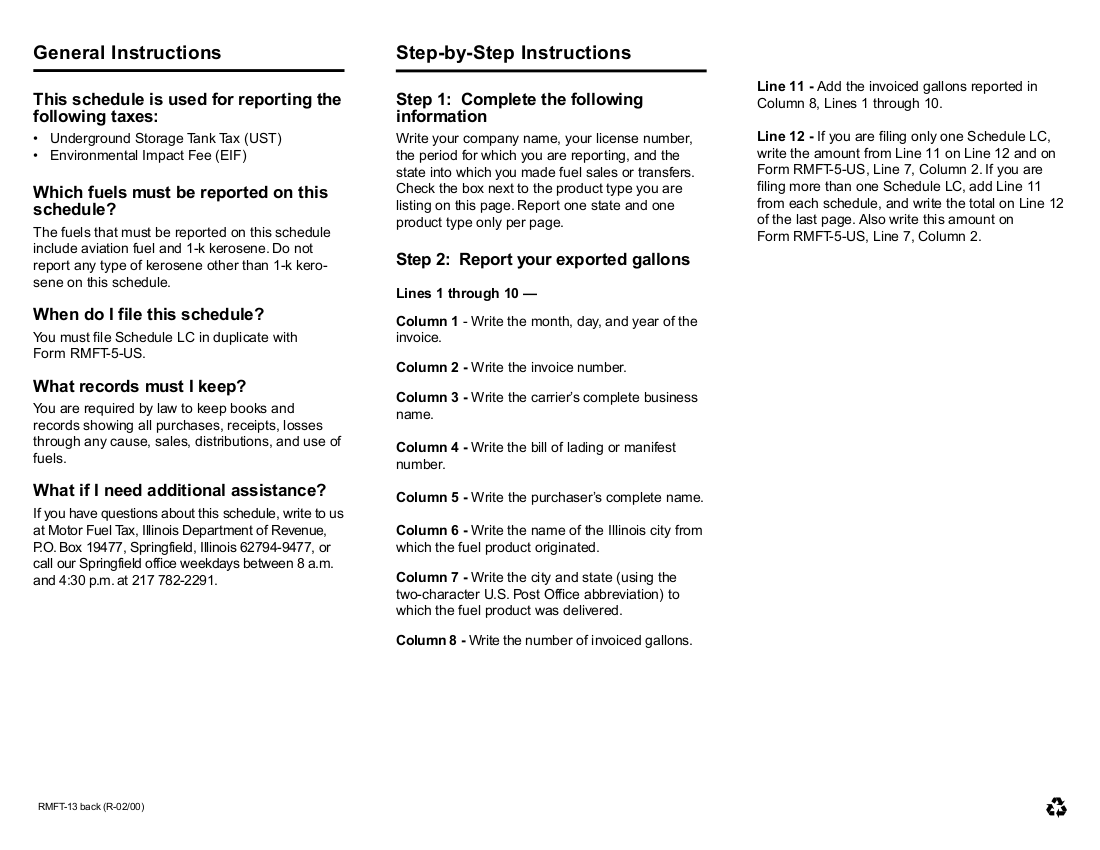 General Instructions
This schedule is used for reporting the
following taxes:
• Underground Storage Tank Tax (UST)
• Environmental Impact Fee (EIF)
Which fuels must be reported on this
schedule?
The fuels that must be reported on this schedule
include aviation fuel and 1-k kerosene. Do not
report any type of kerosene other than 1-k kero-
sene on this schedule.
When do I file this schedule?
You must file Schedule LC in duplicate with
Form RMFT-5-US.
What records must I keep?
You are required by law to keep books and
records showing all purchases, receipts, losses
through any cause, sales, distributions, and use of
fuels.
What if I need additional assistance?
If you have questions about this schedule, write to us
at Motor Fuel Tax, Illinois Department of Revenue,
P.O. Box 19477, Springfield, Illinois 62794-9477, or
call our Springfield office weekdays between 8 a.m.
and 4:30 p.m. at 217 782-2291.
Step-by-Step Instructions
Step 1:  Complete the following
information
Write your company name, your license number,
the period for which you are reporting, and the
state into which you made fuel sales or transfers.
Check the box next to the product type you are
listing on this page. Report one state and one
product type only per page.
Step 2:  Report your exported gallons
Lines 1 through 10 —
Column 1 - Write the month, day, and year of the
invoice.
Column 2 - Write the invoice number.
Column 3 - Write the carrier's complete business
name.
Column 4 - Write the bill of lading or manifest
number.
Column 5 - Write the purchaser's complete name.
Column 6 - Write the name of the Illinois city from
which the fuel product originated.
Column 7 - Write the city and state (using the
two-character U.S. Post Office abbreviation) to
which the fuel product was delivered.
Column 8 - Write the number of invoiced gallons.
Line 11 - Add the invoiced gallons reported in
Column 8, Lines 1 through 10.
Line 12 - If you are filing only one Schedule LC,
write the amount from Line 11 on Line 12 and on
Form RMFT-5-US, Line 7, Column 2. If you are
filing more than one Schedule LC, add Line 11
from each schedule, and write the total on Line 12
of the last page. Also write this amount on
Form RMFT-5-US, Line 7, Column 2.
RMFT-13 back (R-02/00)